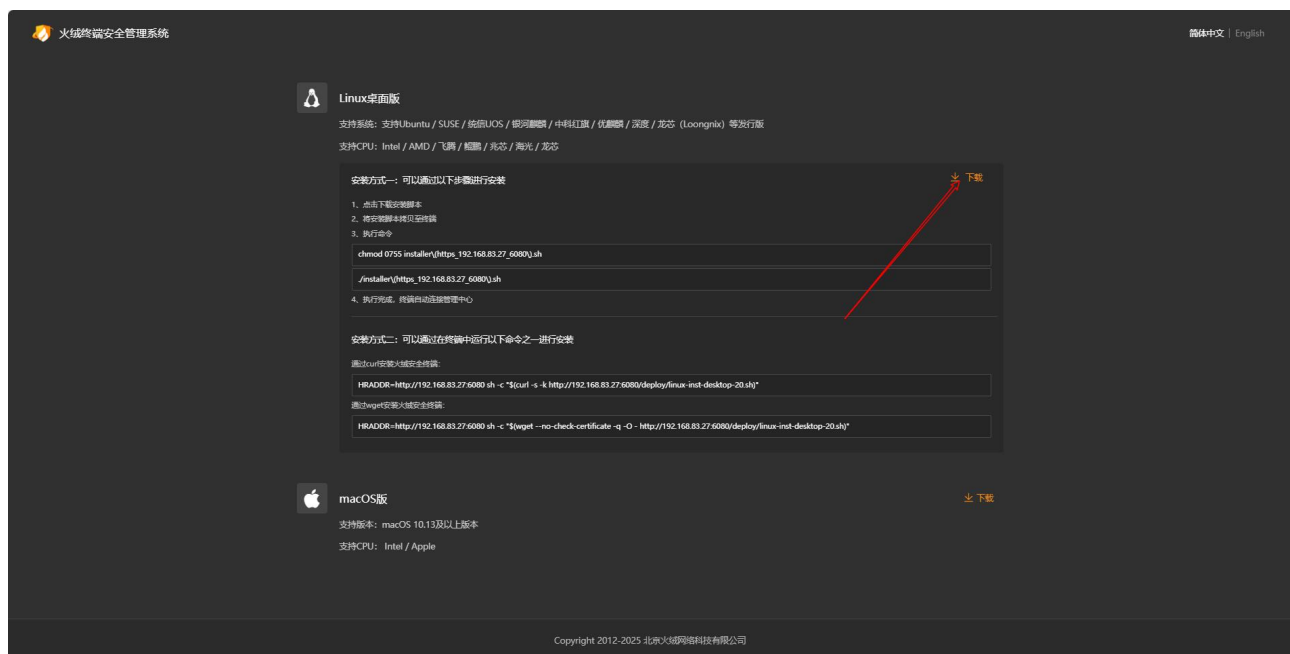 火绒终端安全管理系统
简体中文 | English
Linux桌面版
支持系统：支持Ubuntu / SUSE / 统信UOS / 银河麒麟 / 中科红旗 / 优麒麟 / 深度 / 龙芯（Loongnix）等发行版
支持CPU：Intel / AMD / 飞腾 / 鲲鹏 / 兆芯 / 海光 / 龙芯
安装方式一：可以通过以下步骤进行安装
下载
1、点击下载安装脚本
2、将安装脚本拷贝至终端
3、执行命令
chmod 0755 installer\(https_192.168.83.27_6080\).sh
./installer\(https_192.168.83.27_6080\).sh
4、执行完成，终端自动连接管理中心
安装方式二：可以通过在终端中运行以下命令之一进行安装
通过curl安装火绒安全终端:
HRADDR=http://192.168.83.27:6080 sh -c "$(curl -s -k http://192.168.83.27:6080/deploy/linux-inst-desktop-20.sh)"
通过wget安装火绒安全终端:
HRADDR=http://192.168.83.27:6080 sh -c "$(wget --no-check-certificate -q -O - http://192.168.83.27:6080/deploy/linux-inst-desktop-20.sh)"
macOS版
下载
支持版本：macOS 10.13及以上版本
支持CPU： Intel / Apple
Copyright 2012-2025 北京火绒网络科技有限公司